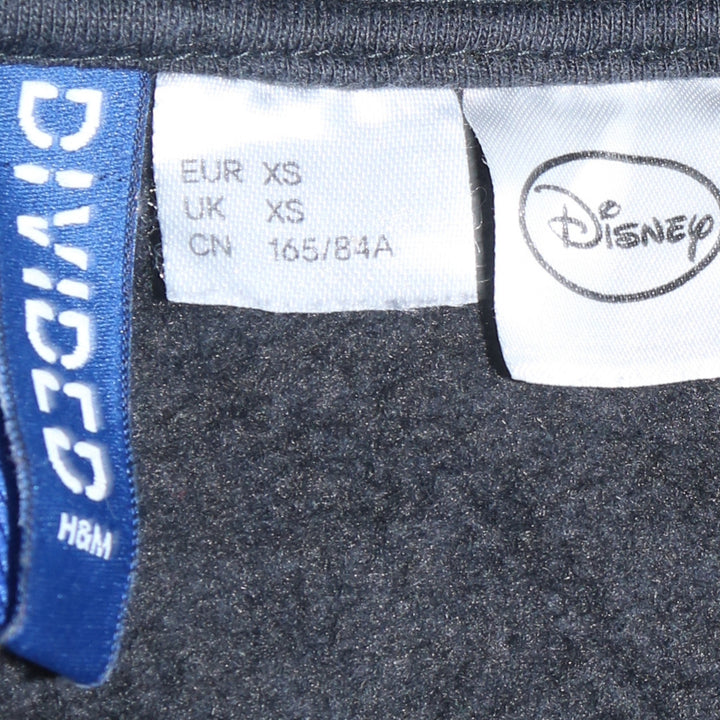 DIVIDED
H&M
EUR XS
UK XS
CN 165/84A
Disney